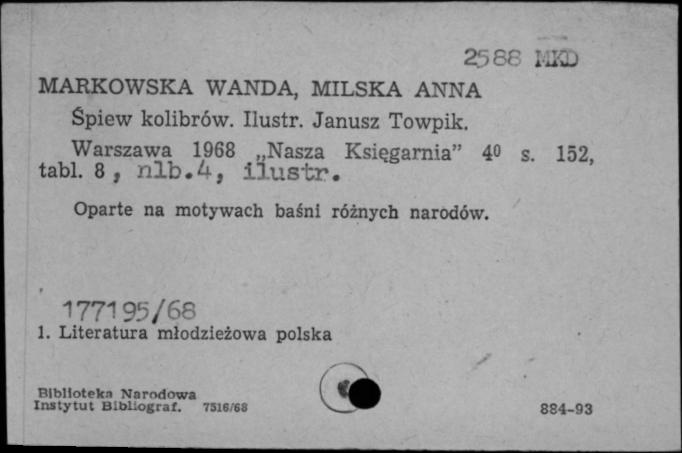 2588 MKD
MARKOWSKA WANDA, MILSKA ANNA
Śpiew kolibrów. Ilustr. Janusz Towpik.
Warszawa 1968 „Nasza Księgarnia” 4⁰ s. 152,
tabl. 8, nlb.4, ilustr.
Oparte na motywach baśni różnych narodów.
177195/68
1. Literatura młodzieżowa polska
Biblioteka Narodowa
Instytut Bibliograf. 7516/68
884-93